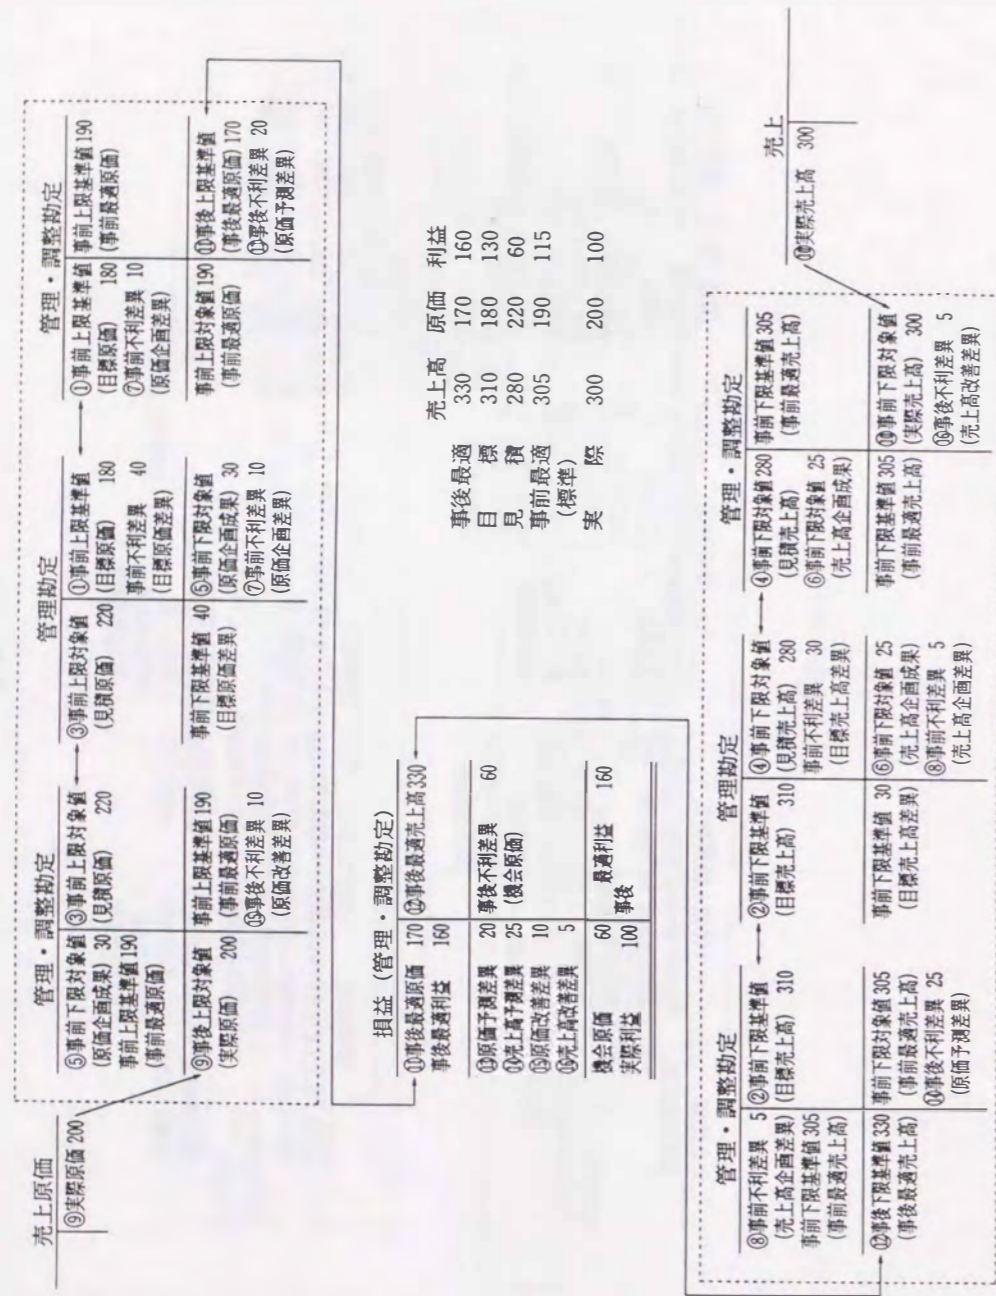 売上原価
⑨実際原価 200
管理・調整勘定
⑤事前下限対象値
(原価企画成果) 30
事前上限基準値 190
(事前最適原価)
③事前上限対象値
(見積原価) 220
⑨事後上限対象値
(実際原価) 200
事前上限基準値 190
(事前最適原価)
⑮事後不利差異 10
(原価改善差異)
管理勘定
③事前上限対象値
(見積原価) 220
①事前上限基準値
(目標原価) 180
事前不利差異 40
(目標原価差異)
事前下限基準値 40
(目標原価差異)
⑤事前下限対象値
(原価企画成果) 30
⑦事前不利差異 10
(原価企画差異)
管理・調整勘定
①事前上限基準値
(目標原価) 180
⑦事前不利差異 10
(原価企画差異)
事前上限基準値 190
(事前最適原価)
事前上限対象値 190
(事前最適原価)
⑪事後上限基準値
(事後最適原価) 170
⑬事後不利差異 20
(原価予測差異)
損益 (管理・調整勘定)
⑪事後最適原価 170
事後最適利益 160
⑫事後最適売上高 330
⑬原価予測差異 20
⑭売上高予測差異 25
⑮原価改善差異 10
⑯売上高改善差異 5
事後不利差異 60
(機会原価)
機会原価 60
実際利益 100
事後最適利益 160
売上高 原価 利益
事後最適 330 170 160
目標 310 180 130
見積 280 220 60
事前最適 305 190 115
(標準)
実際 300 200 100
管理・調整勘定
⑧事前不利差異 5
(売上高企画差異)
事前下限基準値 305
(事前最適売上高)
②事前下限基準値
(目標売上高) 310
⑫事後下限基準値 330
(事後最適売上高)
事前下限対象値 305
(事前最適売上高)
⑭事後不利差異 25
(原価予測差異)
管理勘定
②事前下限基準値
(目標売上高) 310
④事前下限対象値
(見積売上高) 280
事前不利差異 30
(目標売上高差異)
事前下限基準値 30
(目標売上高差異)
⑥事前下限対象値 25
(売上高企画成果)
⑧事前不利差異 5
(売上高企画差異)
管理・調整勘定
④事前下限対象値 280
(見積売上高)
⑥事前下限対象値 25
(売上高企画成果)
事前下限基準値 305
(事前最適売上高)
事前下限基準値 305
(事前最適売上高)
⑩事前下限対象値
(実際売上高) 300
⑯事後不利差異 5
(売上高改善差異)
売上
⑩実際売上高 300